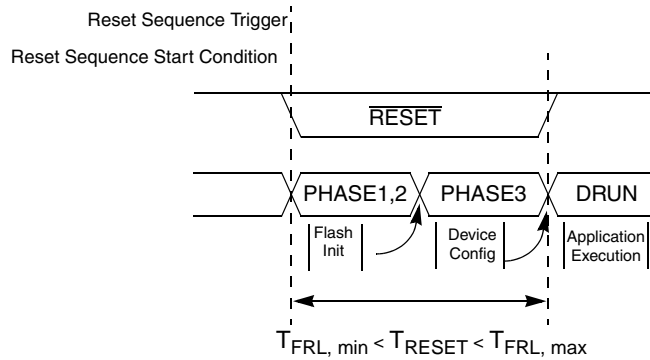 Reset Sequence Trigger
Reset Sequence Start Condition
RESET
PHASE1,2 PHASE3 DRUN
Flash Init
Device Config
Application Execution
TFRL, min < TRESET < TFRL, max